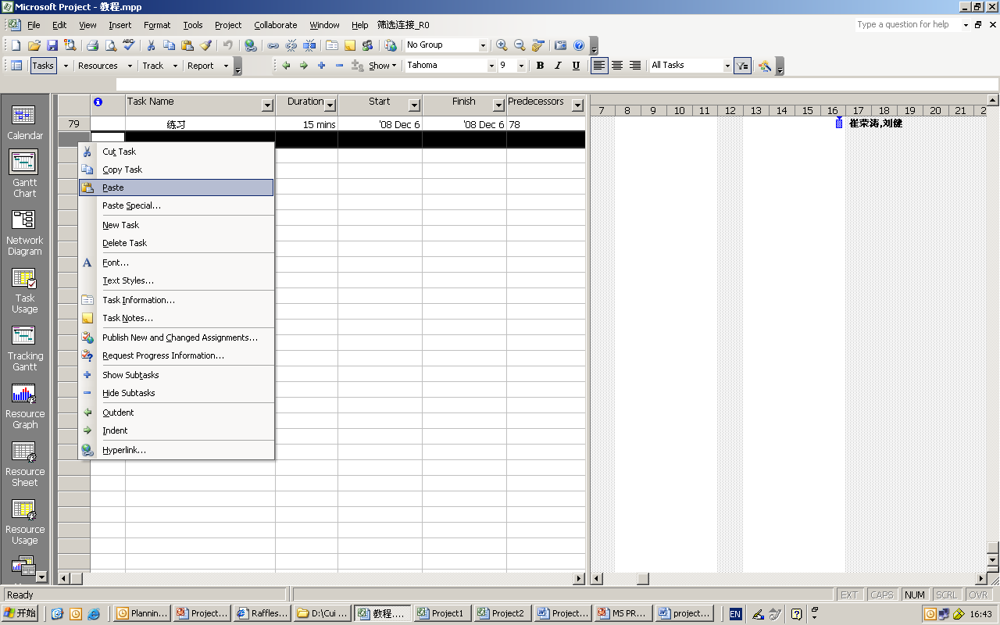 Microsoft Project - 教程.mpp
File Edit View Insert Format Tools Project Collaborate Window Help 筛选连接_R0 Type a question for help
No Group
Tasks Resources Track Report Show Tahoma 9 B I U All Tasks
Task Name Duration Start Finish Predecessors 7 8 9 10 11 12 13 14 15 16 17 18 19 20 21 2
79 练习 15 mins '08 Dec 6 '08 Dec 6 78 崔荣涛,刘健
Calendar
Gantt
Chart
Network
Diagram
Task
Usage
Tracking
Gantt
Resource
Graph
Resource
Sheet
Resource
Usage
Cut Task
Copy Task
Paste
Paste Special...
New Task
Delete Task
Font...
Text Styles...
Task Information...
Task Notes...
Publish New and Changed Assignments...
Request Progress Information...
Show Subtasks
Hide Subtasks
Outdent
Indent
Hyperlink...
Ready EXT CAPS NUM SCRL OVR
开始 Plannin... Project... Raffles... D:\Cui ... 教程.... Project1 Project2 Project... MS PR... project... EN 16:43